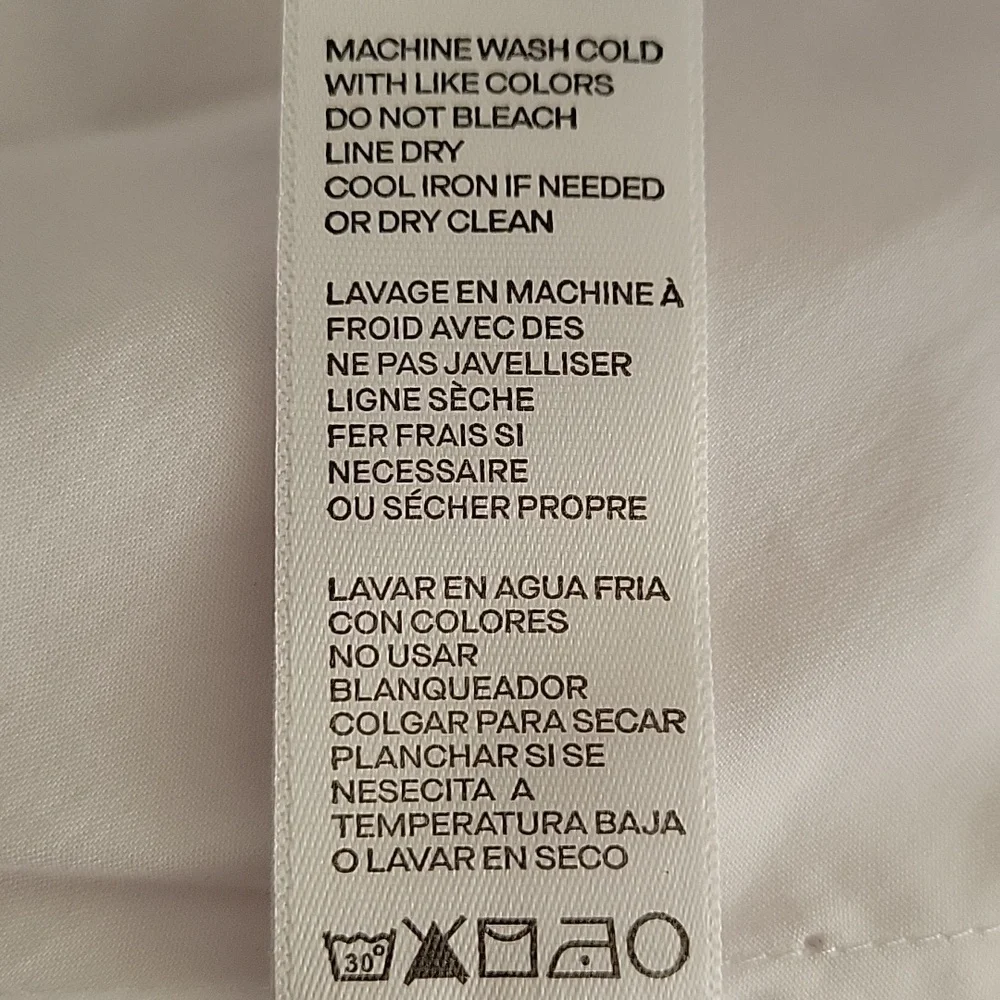 MACHINE WASH COLD
WITH LIKE COLORS
DO NOT BLEACH
LINE DRY
COOL IRON IF NEEDED
OR DRY CLEAN
LAVAGE EN MACHINE À
FROID AVEC DES
NE PAS JAVELLISER
LIGNE SÈCHE
FER FRAIS SI
NECESSAIRE
OU SÉCHER PROPRE
LAVAR EN AGUA FRIA
CON COLORES
NO USAR
BLANQUEADOR
COLGAR PARA SECAR
PLANCHAR SI SE
NESECITA A
TEMPERATURA BAJA
O LAVAR EN SECO
30°